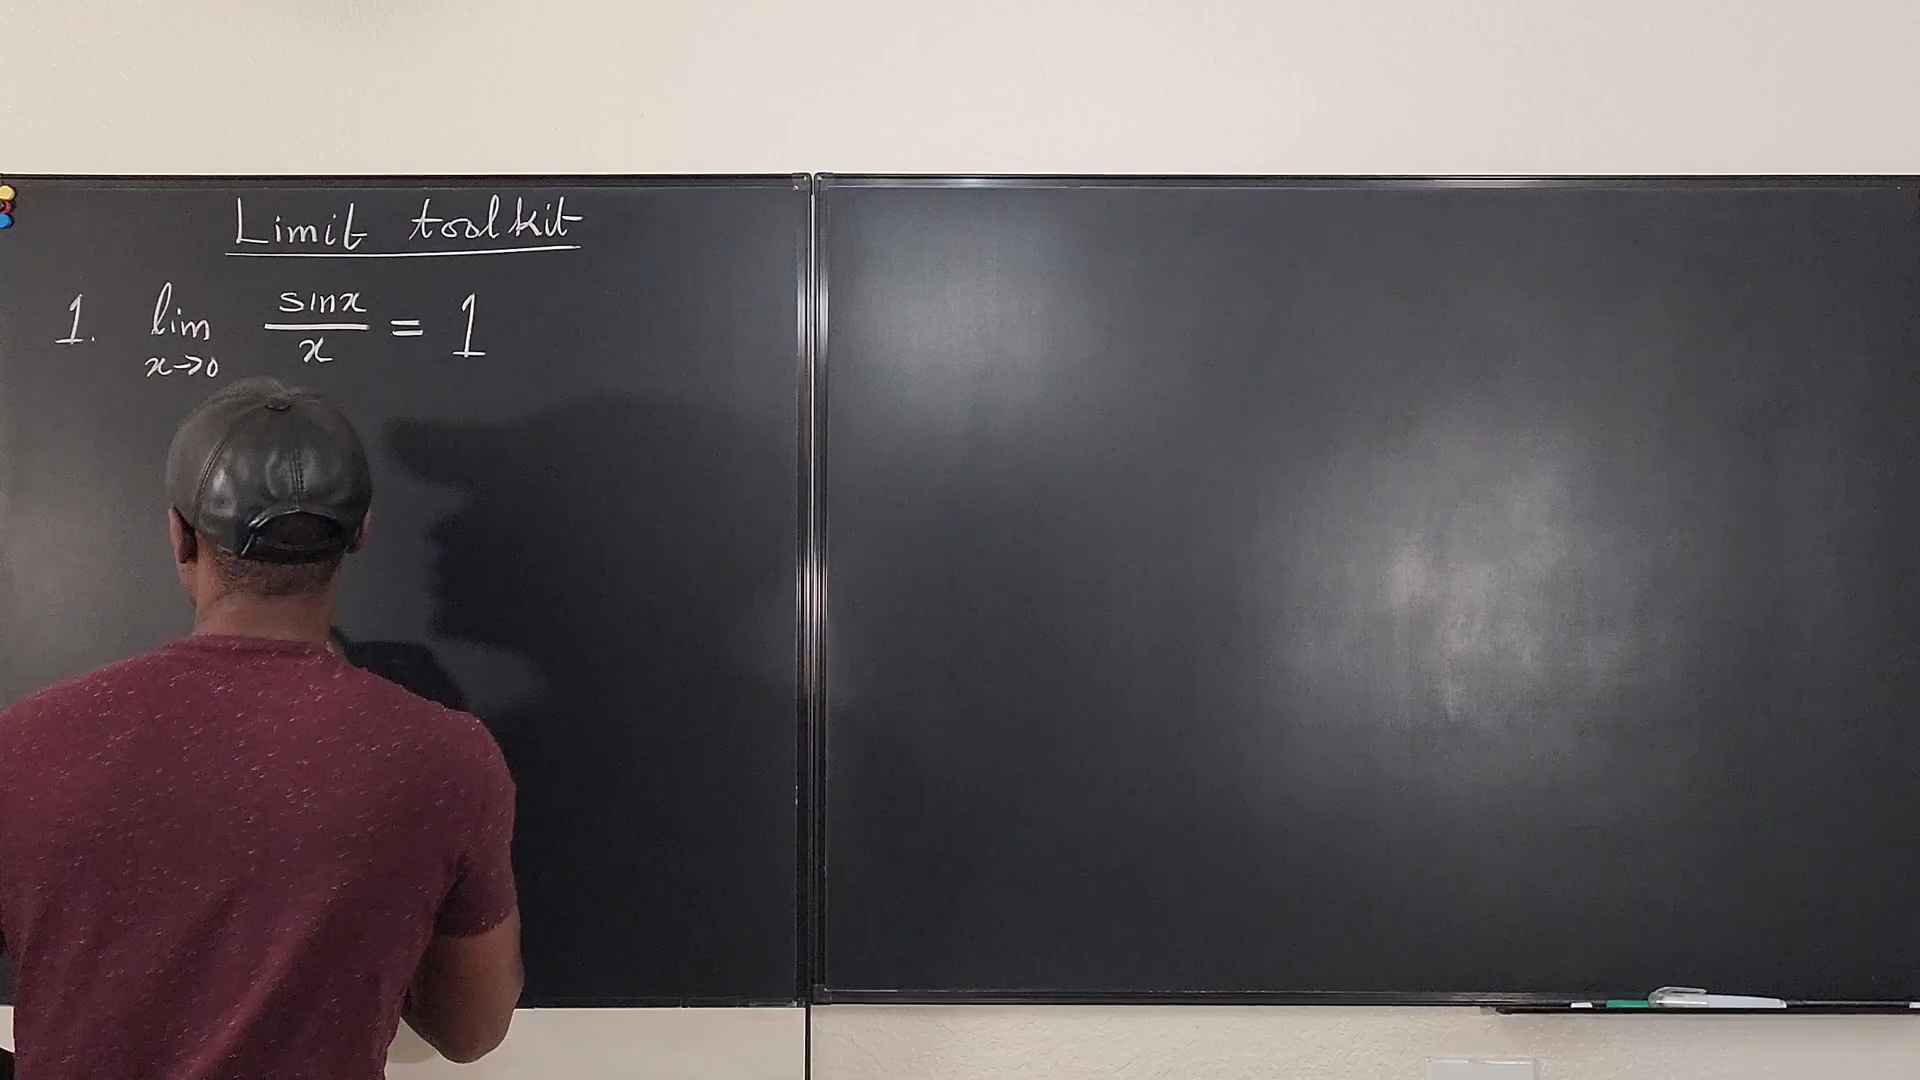 Limit toolkit
1. lim x→0 sinx/x = 1